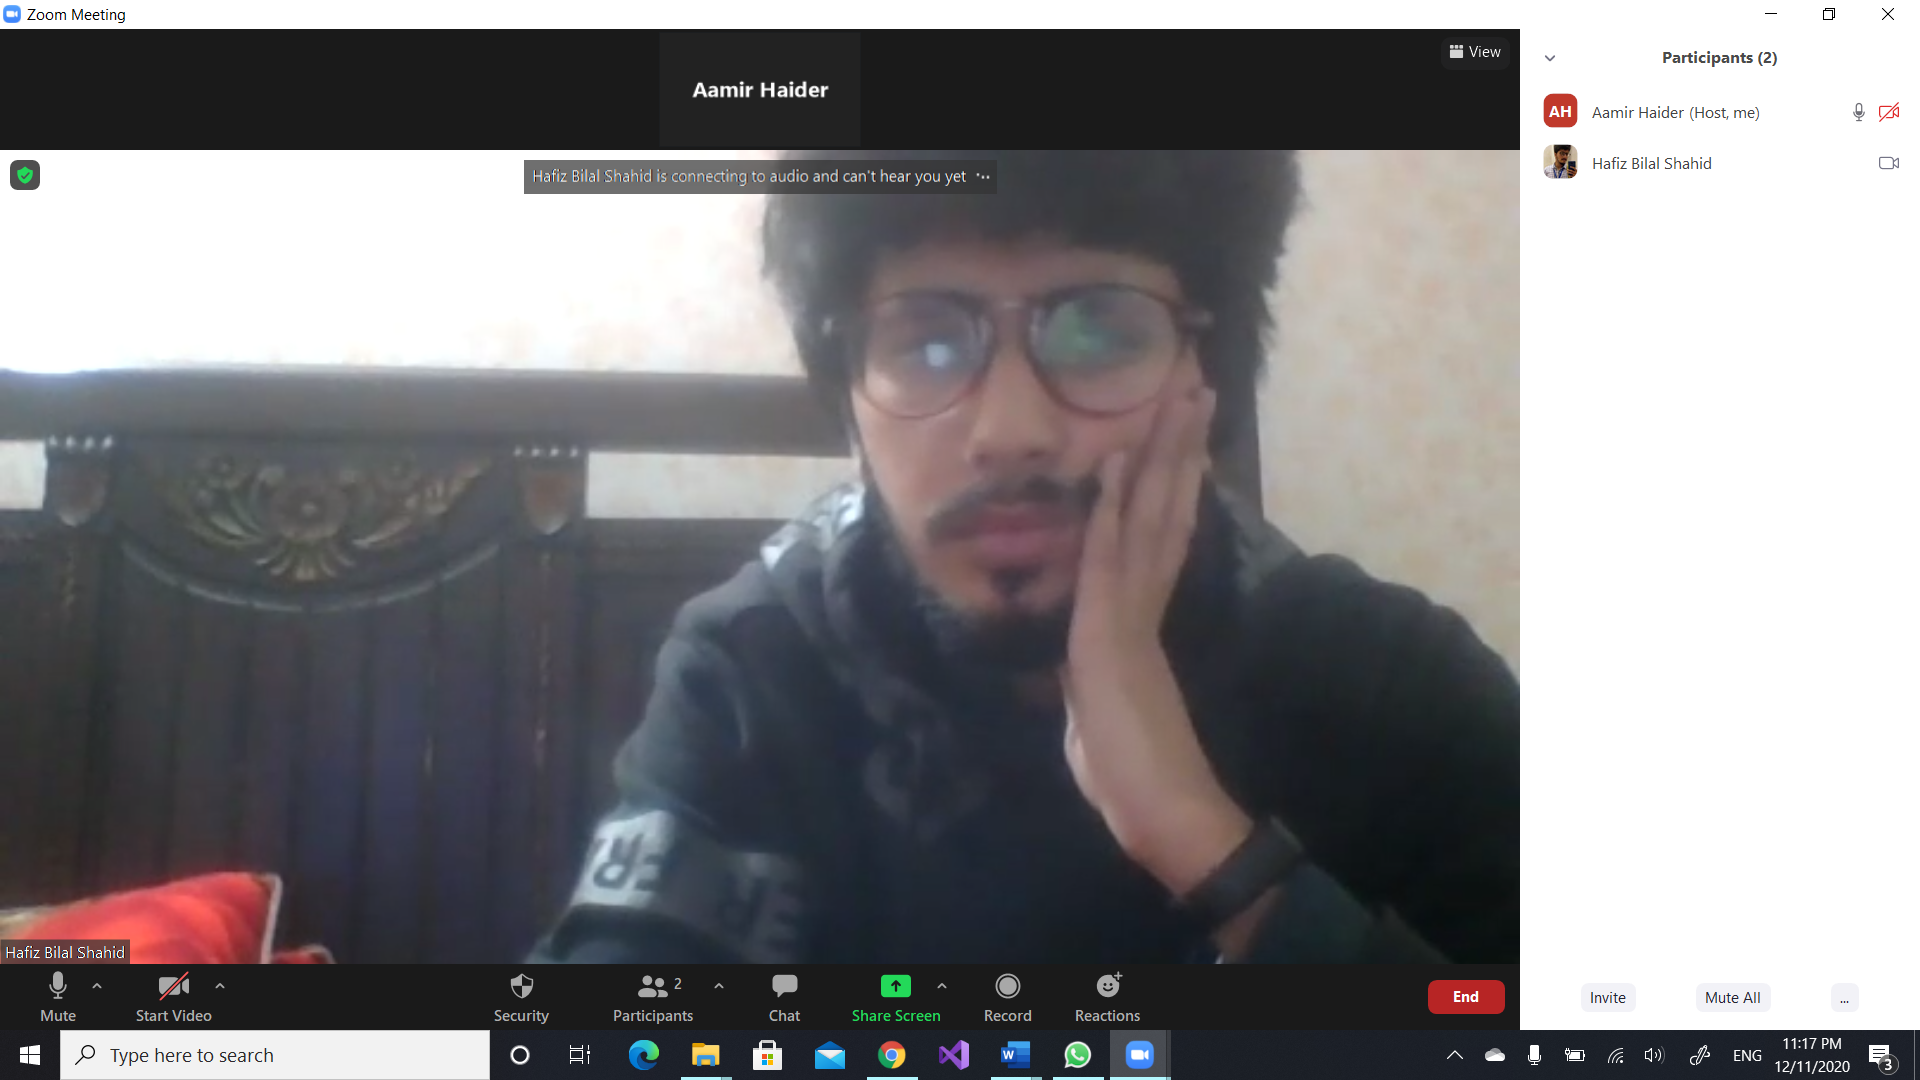 Zoom Meeting
Aamir Haider
View
Participants (2)
AH Aamir Haider (Host, me)
Hafiz Bilal Shahid
Hafiz Bilal Shahid is connecting to audio and can't hear you yet ...
Hafiz Bilal Shahid
Mute
Start Video
Security
2
Participants
Chat
Share Screen
Record
Reactions
End
Invite
Mute All
...
Type here to search
ENG
11:17 PM
12/11/2020
3